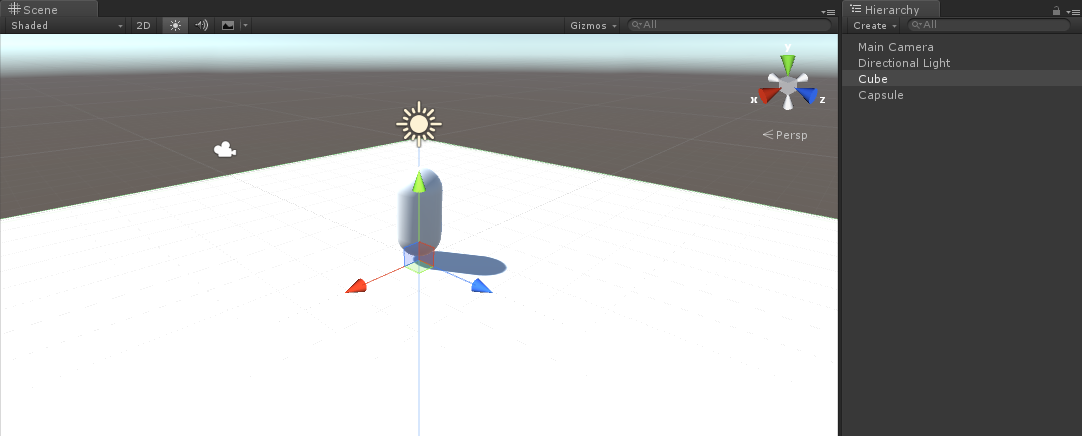 Scene
Shaded
2D
Gizmos
All
y
x
z
Persp
Hierarchy
Create
All
Main Camera
Directional Light
Cube
Capsule